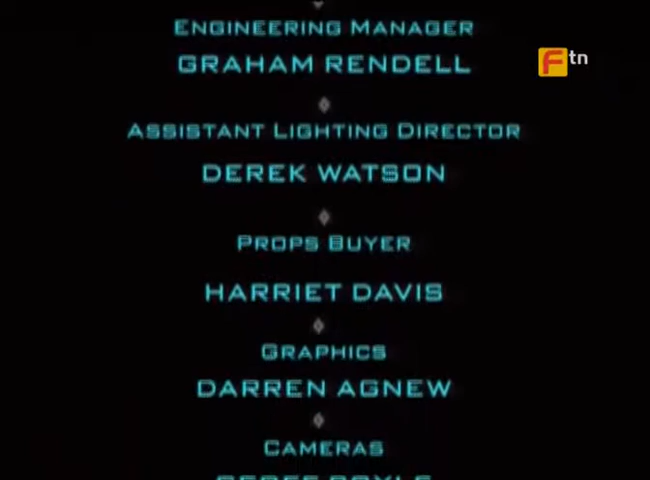 ENGINEERING MANAGER
GRAHAM RENDELL
Ftn
ASSISTANT LIGHTING DIRECTOR
DEREK WATSON
PROPS BUYER
HARRIET DAVIS
GRAPHICS
DARREN AGNEW
CAMERAS